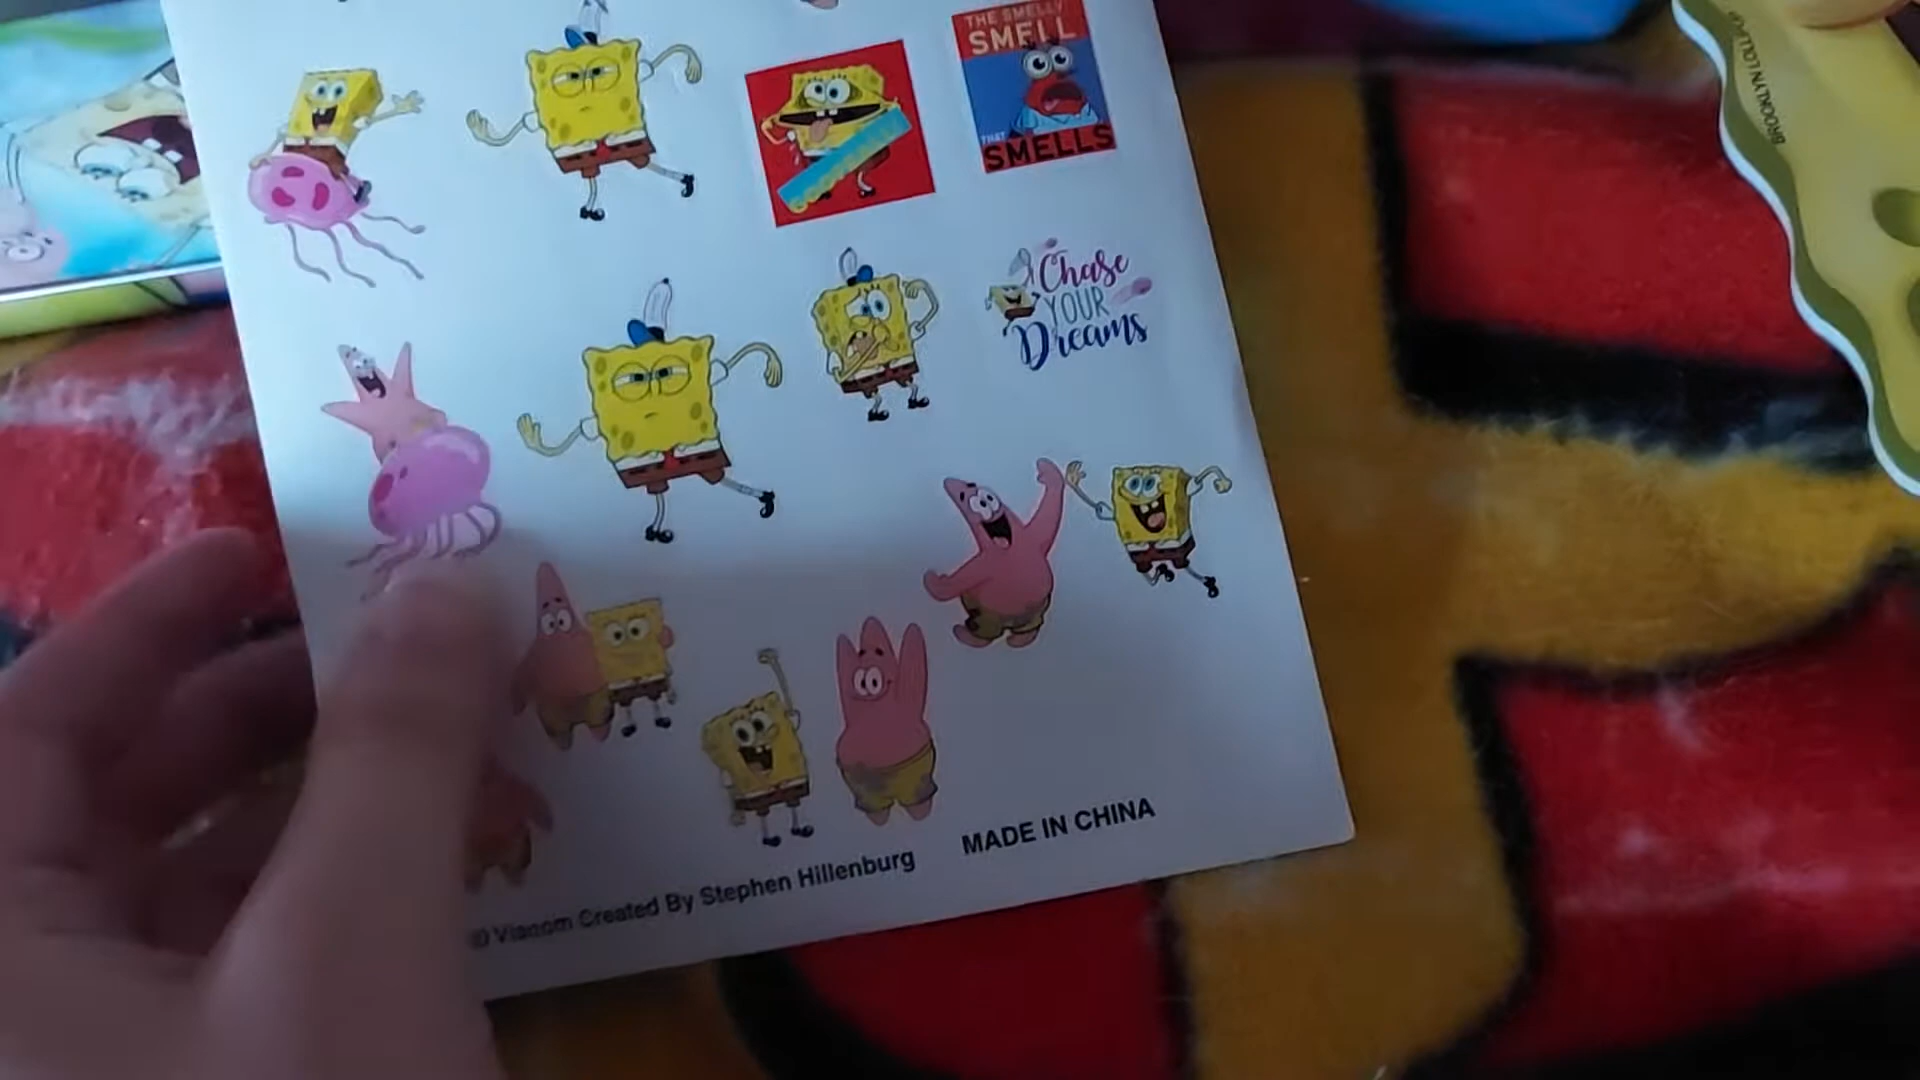 THE SMELLY
SMELL
THAT
SMELLS
Chase
YOUR
Dreams
© Viacom Created By Stephen Hillenburg
MADE IN CHINA